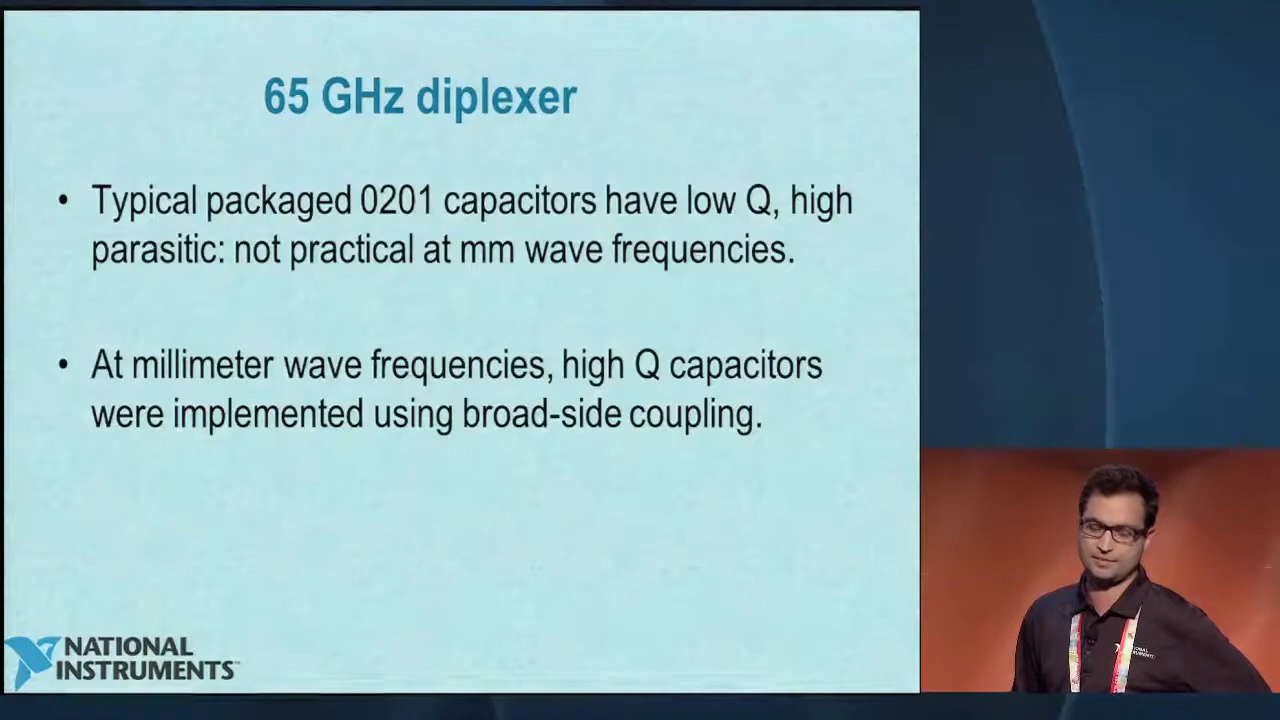 65 GHz diplexer
• Typical packaged 0201 capacitors have low Q, high
parasitic: not practical at mm wave frequencies.
• At millimeter wave frequencies, high Q capacitors
were implemented using broad-side coupling.
NATIONAL
INSTRUMENTS™